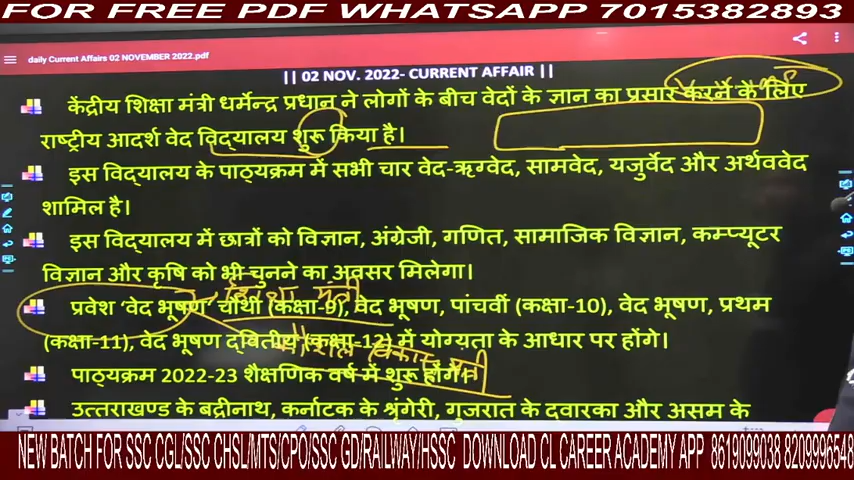 FOR FREE PDF WHATSAPP 7015382893
daily Current Affairs 02 NOVEMBER 2022.pdf
|| 02 NOV. 2022- CURRENT AFFAIR ||
केंद्रीय शिक्षा मंत्री धर्मेन्द्र प्रधान ने लोगों के बीच वेदों के ज्ञान का प्रसार करने के लिए
राष्ट्रीय आदर्श वेद विद्यालय शुरू किया है।
इस विद्यालय के पाठ्यक्रम में सभी चार वेद-ऋग्वेद, सामवेद, यजुर्वेद और अर्थववेद
शामिल है।
इस विद्यालय में छात्रों को विज्ञान, अंग्रेजी, गणित, सामाजिक विज्ञान, कम्प्यूटर
विज्ञान और कृषि को भी चुनने का अवसर मिलेगा।
प्रवेश 'वेद भूषण' चौथी (कक्षा-9), वेद भूषण, पांचवीं (कक्षा-10), वेद भूषण, प्रथम
(कक्षा-11), वेद भूषण द्वितीय (कक्षा-12) में योग्यता के आधार पर होंगे।
पाठ्यक्रम 2022-23 शैक्षणिक वर्ष में शुरू होंगे।
उत्तराखण्ड के बद्रीनाथ, कर्नाटक के श्रृंगेरी, गुजरात के द्वारका और असम के
NEW BATCH FOR SSC CGL/SSC CHSL/MTS/CPO/SSC GD/RAILWAY/HSSC DOWNLOAD CL CAREER ACADEMY APP 8619099038 8209996548